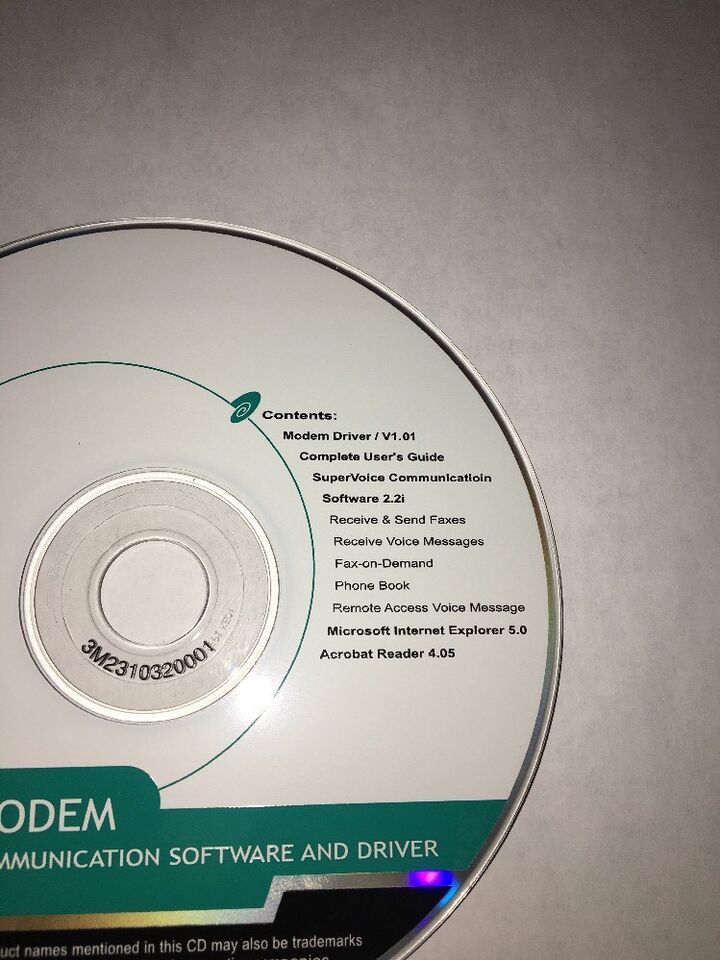 Contents:
Modem Driver / V1.01
Complete User's Guide
SuperVoice Communicatioin
Software 2.2i
Receive & Send Faxes
Receive Voice Messages
Fax-on-Demand
Phone Book
Remote Access Voice Message
Microsoft Internet Explorer 5.0
Acrobat Reader 4.05
3M2310320001
ODEM
MMUNICATION SOFTWARE AND DRIVER
uct names mentioned in this CD may also be trademarks